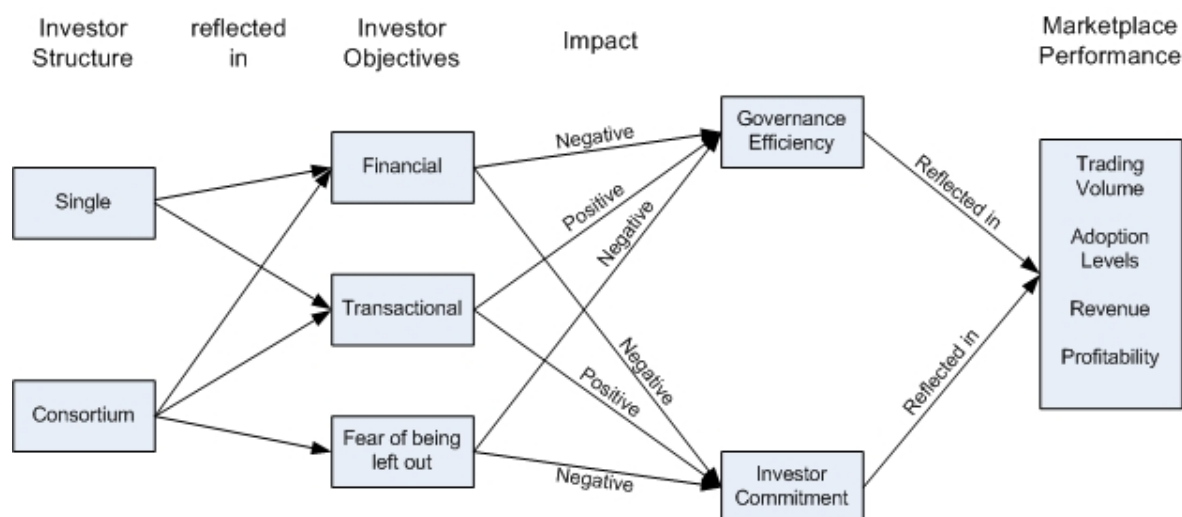 Investor
Structure
reflected
in
Investor
Objectives
Impact
Marketplace
Performance
Single
Consortium
Financial
Transactional
Fear of being
left out
Negative
Positive
Negative
Negative
Positive
Negative
Governance
Efficiency
Investor
Commitment
Reflected in
Reflected in
Trading
Volume
Adoption
Levels
Revenue
Profitability